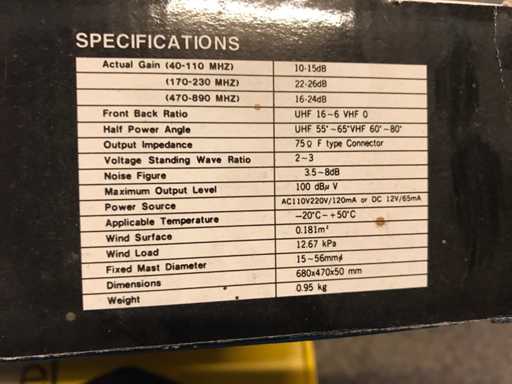 SPECIFICATIONS
Actual Gain (40-110 MHZ) 10-15dB
(170-230 MHZ) 22-26dB
(470-890 MHZ) 16-24dB
Front Back Ratio UHF 16~6 VHF 0
Half Power Angle UHF 55°~65°VHF 60°~80°
Output Impedance 75Ω F type Connector
Voltage Standing Wave Ratio 2~3
Noise Figure 3.5~8dB
Maximum Output Level 100 dBμ V
Power Source AC110V220V/120mA or DC 12V/65mA
Applicable Temperature —20°C~+50°C
Wind Surface 0.181m²
Wind Load 12.67 kPa
Fixed Mast Diameter 15~56mmφ
Dimensions 680x470x50 mm
Weight 0.95 kg